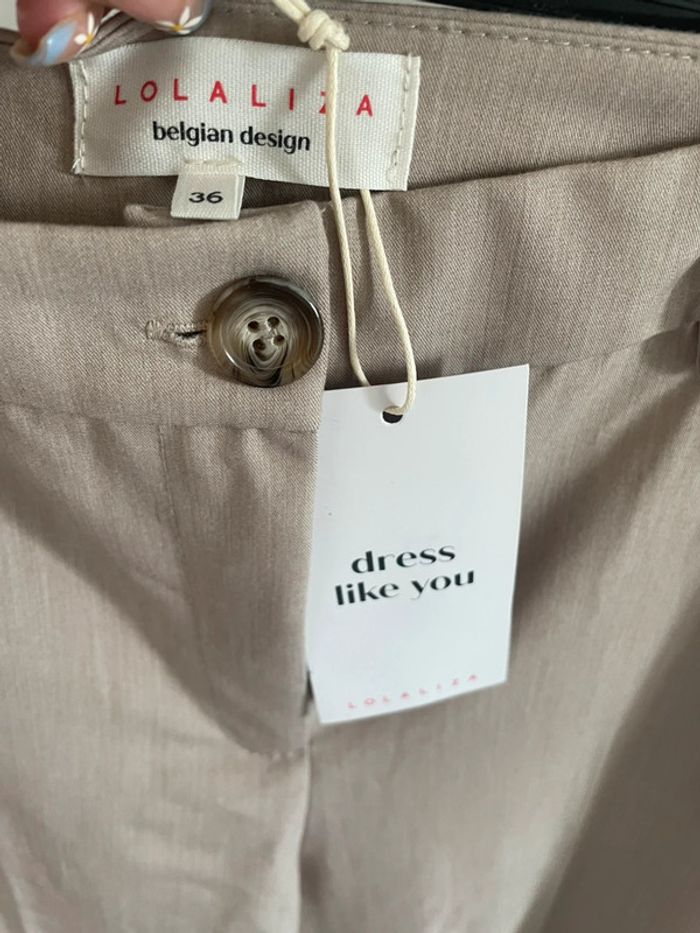 LOLALIZA
belgian design
36
dress
like you
LOLALIZA